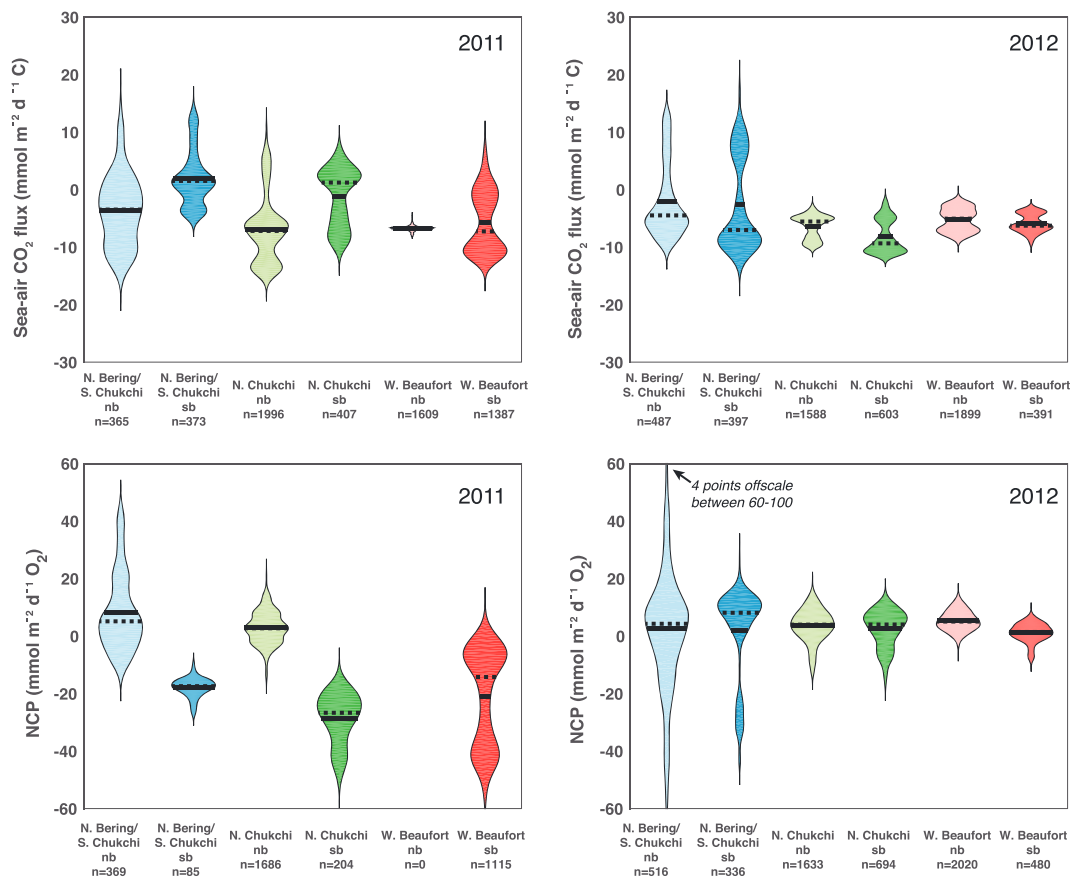 Sea-air CO2 flux (mmol m⁻² d⁻¹ C)
30
20
10
0
-10
-20
-30
2011
N. Bering/
S. Chukchi
nb
n=365
N. Bering/
S. Chukchi
sb
n=373
N. Chukchi
nb
n=1996
N. Chukchi
sb
n=407
W. Beaufort
nb
n=1609
W. Beaufort
sb
n=1387
Sea-air CO2 flux (mmol m⁻² d⁻¹ C)
30
20
10
0
-10
-20
-30
2012
N. Bering/
S. Chukchi
nb
n=487
N. Bering/
S. Chukchi
sb
n=397
N. Chukchi
nb
n=1588
N. Chukchi
sb
n=603
W. Beaufort
nb
n=1899
W. Beaufort
sb
n=391
NCP (mmol m⁻² d⁻¹ O2)
60
40
20
0
-20
-40
-60
2011
N. Bering/
S. Chukchi
nb
n=369
N. Bering/
S. Chukchi
sb
n=85
N. Chukchi
nb
n=1686
N. Chukchi
sb
n=204
W. Beaufort
nb
n=0
W. Beaufort
sb
n=1115
NCP (mmol m⁻² d⁻¹ O2)
60
40
20
0
-20
-40
-60
2012
4 points offscale
between 60-100
N. Bering/
S. Chukchi
nb
n=516
N. Bering/
S. Chukchi
sb
n=336
N. Chukchi
nb
n=1633
N. Chukchi
sb
n=694
W. Beaufort
nb
n=2020
W. Beaufort
sb
n=480